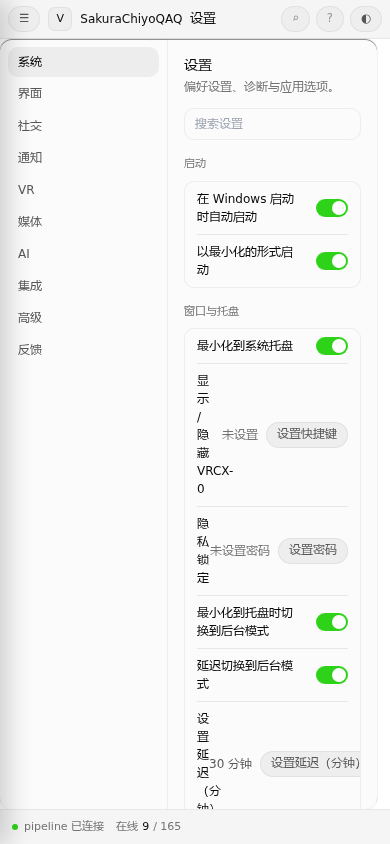 V SakuraChiyoQAQ 设置
?
系统
界面
社交
通知
VR
媒体
AI
集成
高级
反馈
设置
偏好设置、诊断与应用选项。
搜索设置
启动
在 Windows 启动
时自动启动
以最小化的形式启
动
窗口与托盘
最小化到系统托盘
显
示
/
隐
藏
VRCX-
0
未设置 设置快捷键
隐
私
锁
定
未设置密码 设置密码
最小化到托盘时切
换到后台模式
延迟切换到后台模
式
设
置
延
迟
（分
钟）
30 分钟 设置延迟（分钟）
pipeline 已连接 在线 9 / 165